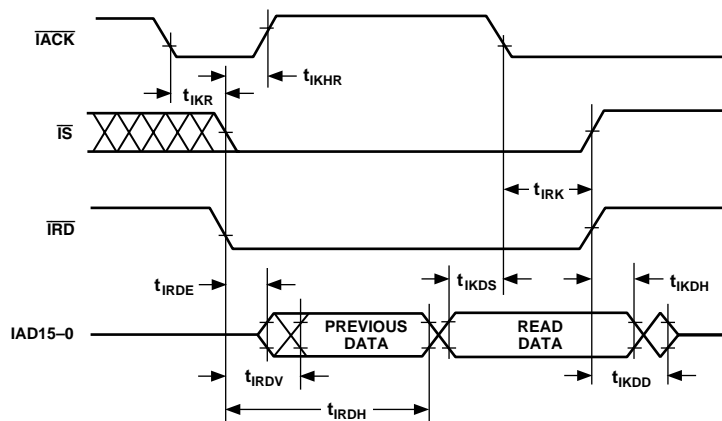 IACK
tIKHR
tIKR
IS
tIRK
IRD
tIRDE
tIKDS
tIKDH
IAD15–0
PREVIOUS
DATA
READ
DATA
tIRDV
tIKDD
tIRDH